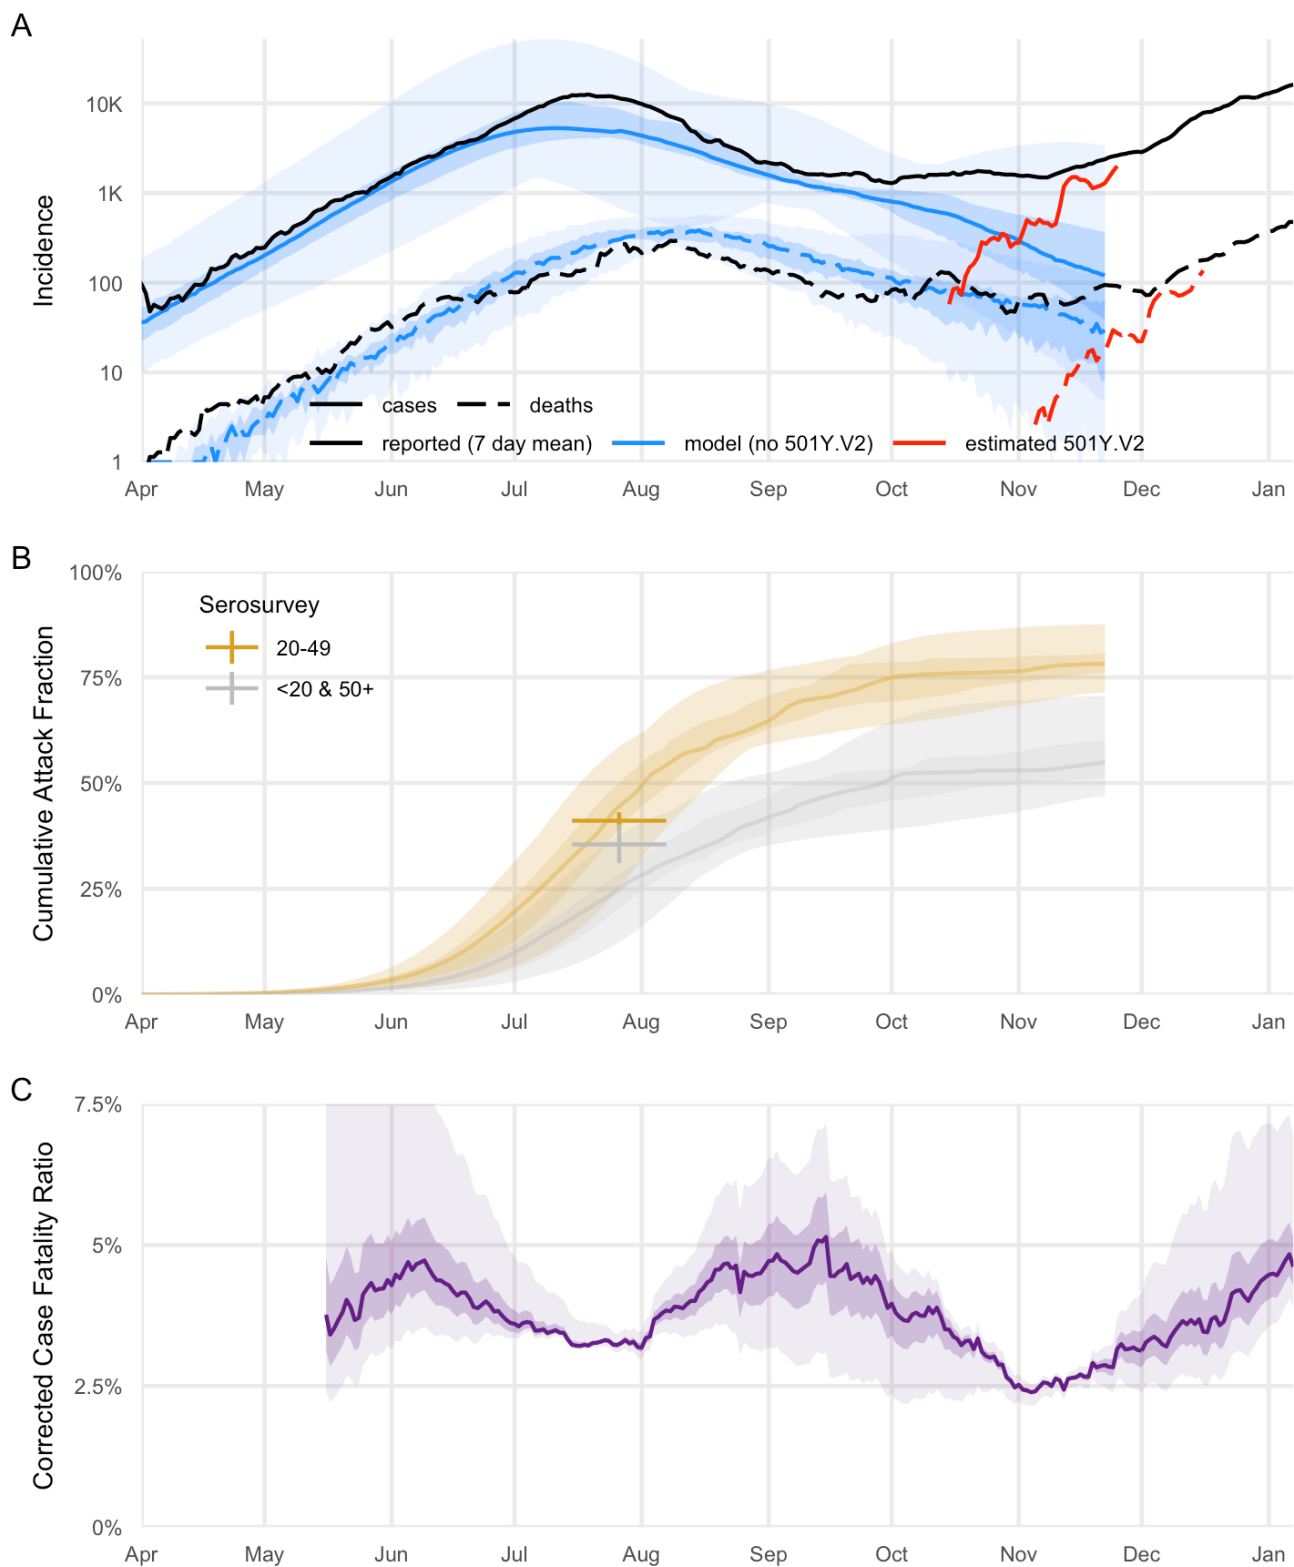 A
Incidence
10K
1K
100
10
1
cases deaths
reported (7 day mean) model (no 501Y.V2) estimated 501Y.V2
Apr May Jun Jul Aug Sep Oct Nov Dec Jan
B
Cumulative Attack Fraction
100%
75%
50%
25%
0%
Serosurvey
20-49
<20 & 50+
Apr May Jun Jul Aug Sep Oct Nov Dec Jan
C
Corrected Case Fatality Ratio
7.5%
5%
2.5%
0%
Apr May Jun Jul Aug Sep Oct Nov Dec Jan